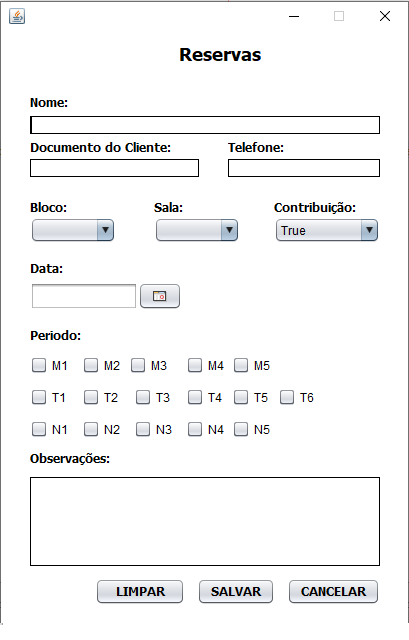 Reservas
Nome:
Documento do Cliente: Telefone:
Bloco: Sala: Contribuição:
True
Data:
Periodo:
M1 M2 M3 M4 M5
T1 T2 T3 T4 T5 T6
N1 N2 N3 N4 N5
Observações:
LIMPAR SALVAR CANCELAR